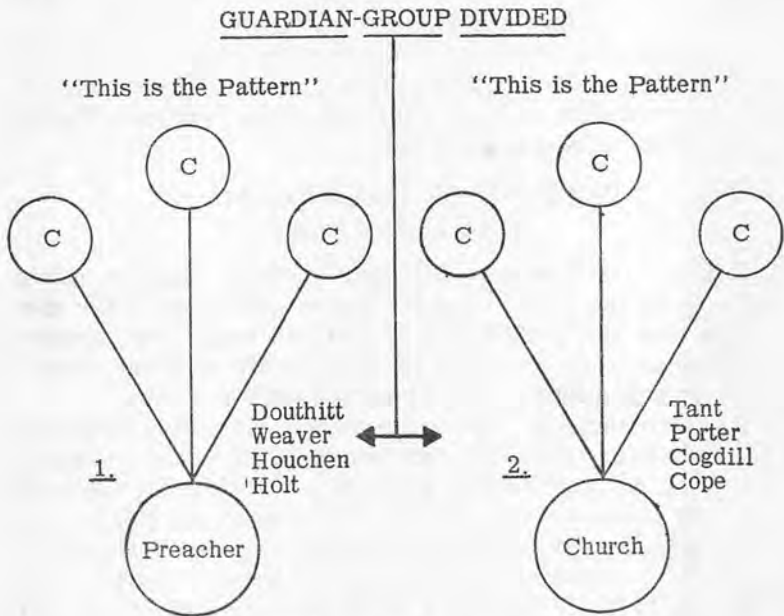 GUARDIAN-GROUP DIVIDED
"This is the Pattern"
C
C
C
Douthitt
Weaver
Houchen
Holt
1.
Preacher
"This is the Pattern"
C
C
C
Tant
Porter
Cogdill
Cope
2.
Church